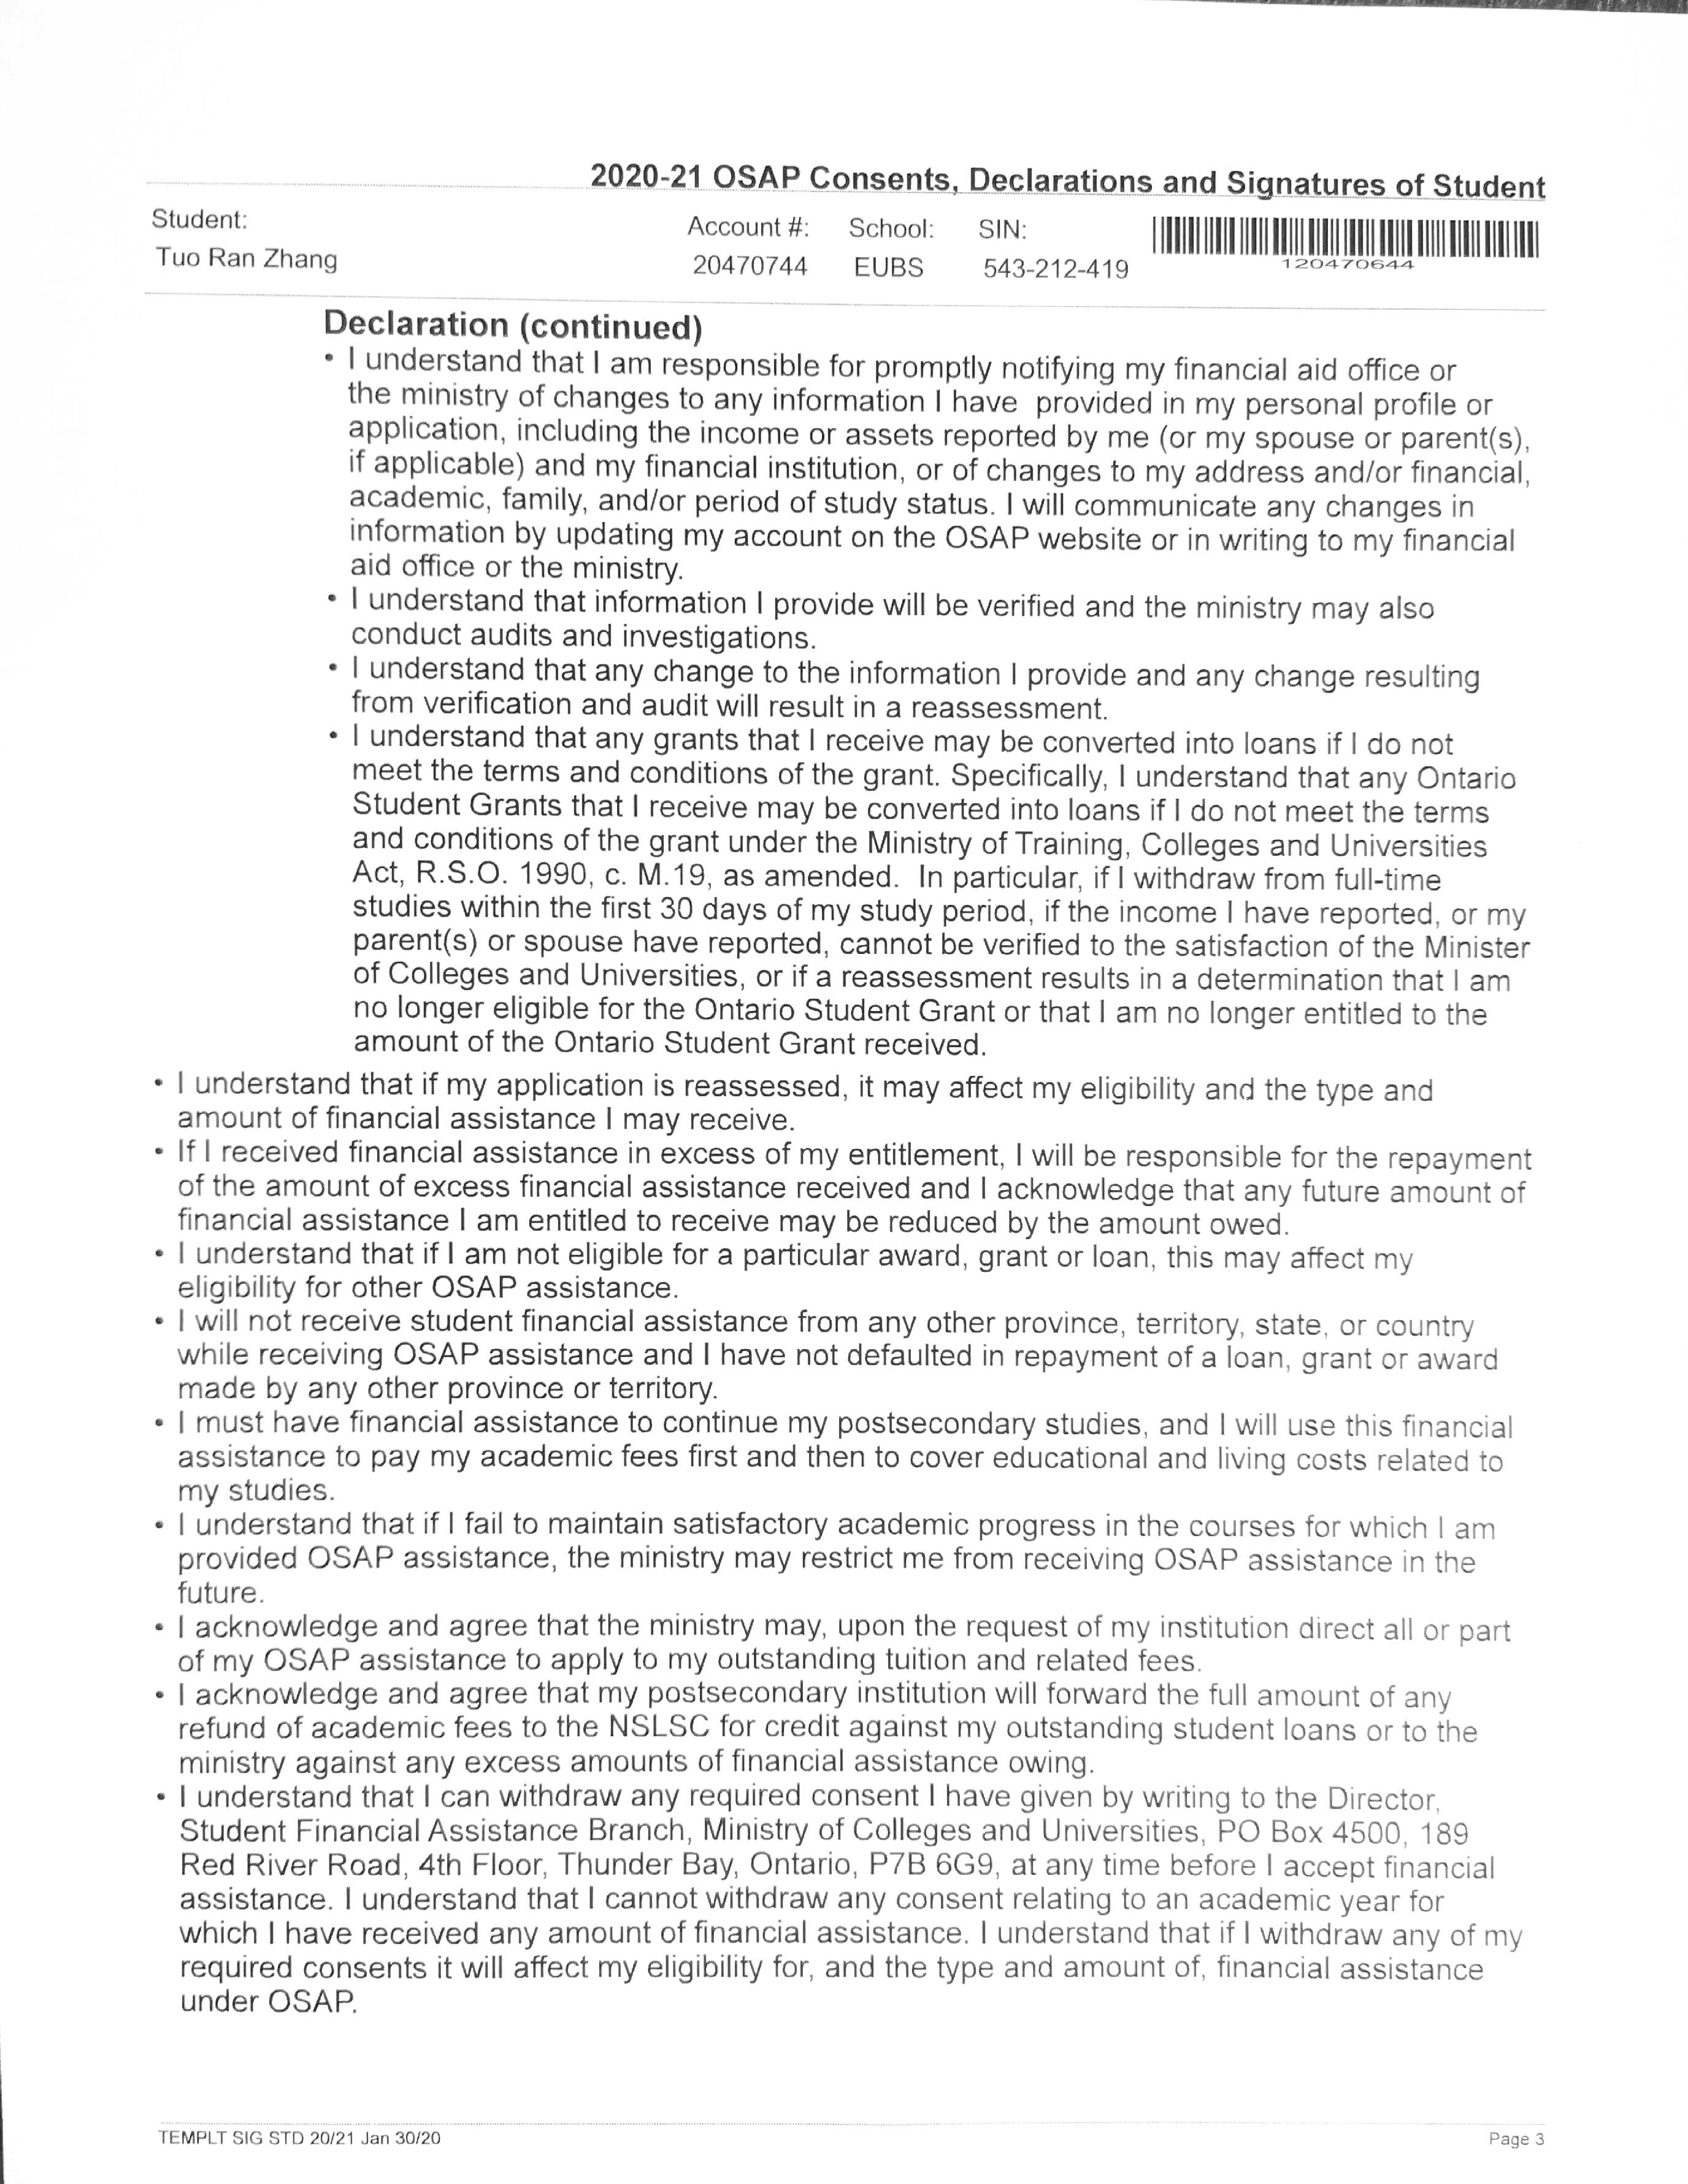 2020-21 OSAP Consents, Declarations and Signatures of Student
Student: Account #: School: SIN:
Tuo Ran Zhang 20470744 EUBS 543-212-419
120470644
Declaration (continued)
• I understand that I am responsible for promptly notifying my financial aid office or
the ministry of changes to any information I have provided in my personal profile or
application, including the income or assets reported by me (or my spouse or parent(s),
if applicable) and my financial institution, or of changes to my address and/or financial,
academic, family, and/or period of study status. I will communicate any changes in
information by updating my account on the OSAP website or in writing to my financial
aid office or the ministry.
• I understand that information I provide will be verified and the ministry may also
conduct audits and investigations.
• I understand that any change to the information I provide and any change resulting
from verification and audit will result in a reassessment.
• I understand that any grants that I receive may be converted into loans if I do not
meet the terms and conditions of the grant. Specifically, I understand that any Ontario
Student Grants that I receive may be converted into loans if I do not meet the terms
and conditions of the grant under the Ministry of Training, Colleges and Universities
Act, R.S.O. 1990, c. M.19, as amended. In particular, if I withdraw from full-time
studies within the first 30 days of my study period, if the income I have reported, or my
parent(s) or spouse have reported, cannot be verified to the satisfaction of the Minister
of Colleges and Universities, or if a reassessment results in a determination that I am
no longer eligible for the Ontario Student Grant or that I am no longer entitled to the
amount of the Ontario Student Grant received.
• I understand that if my application is reassessed, it may affect my eligibility and the type and
amount of financial assistance I may receive.
• If I received financial assistance in excess of my entitlement, I will be responsible for the repayment
of the amount of excess financial assistance received and I acknowledge that any future amount of
financial assistance I am entitled to receive may be reduced by the amount owed.
• I understand that if I am not eligible for a particular award, grant or loan, this may affect my
eligibility for other OSAP assistance.
• I will not receive student financial assistance from any other province, territory, state, or country
while receiving OSAP assistance and I have not defaulted in repayment of a loan, grant or award
made by any other province or territory.
• I must have financial assistance to continue my postsecondary studies, and I will use this financial
assistance to pay my academic fees first and then to cover educational and living costs related to
my studies.
• I understand that if I fail to maintain satisfactory academic progress in the courses for which I am
provided OSAP assistance, the ministry may restrict me from receiving OSAP assistance in the
future.
• I acknowledge and agree that the ministry may, upon the request of my institution direct all or part
of my OSAP assistance to apply to my outstanding tuition and related fees.
• I acknowledge and agree that my postsecondary institution will forward the full amount of any
refund of academic fees to the NSLSC for credit against my outstanding student loans or to the
ministry against any excess amounts of financial assistance owing.
• I understand that I can withdraw any required consent I have given by writing to the Director,
Student Financial Assistance Branch, Ministry of Colleges and Universities, PO Box 4500, 189
Red River Road, 4th Floor, Thunder Bay, Ontario, P7B 6G9, at any time before I accept financial
assistance. I understand that I cannot withdraw any consent relating to an academic year for
which I have received any amount of financial assistance. I understand that if I withdraw any of my
required consents it will affect my eligibility for, and the type and amount of, financial assistance
under OSAP.
TEMPLT SIG STD 20/21 Jan 30/20 Page 3